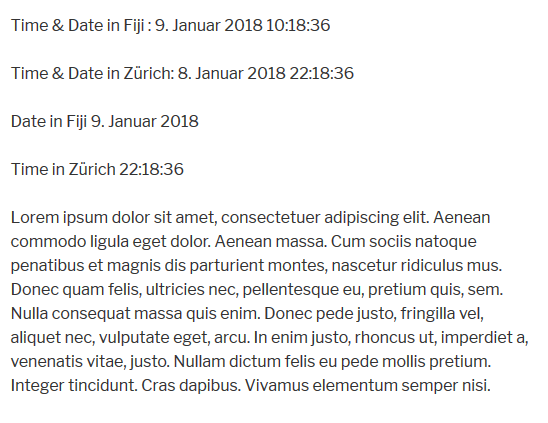 Time & Date in Fiji : 9. Januar 2018 10:18:36
Time & Date in Zürich: 8. Januar 2018 22:18:36
Date in Fiji 9. Januar 2018
Time in Zürich 22:18:36
Lorem ipsum dolor sit amet, consectetuer adipiscing elit. Aenean
commodo ligula eget dolor. Aenean massa. Cum sociis natoque
penatibus et magnis dis parturient montes, nascetur ridiculus mus.
Donec quam felis, ultricies nec, pellentesque eu, pretium quis, sem.
Nulla consequat massa quis enim. Donec pede justo, fringilla vel,
aliquet nec, vulputate eget, arcu. In enim justo, rhoncus ut, imperdiet a,
venenatis vitae, justo. Nullam dictum felis eu pede mollis pretium.
Integer tincidunt. Cras dapibus. Vivamus elementum semper nisi.